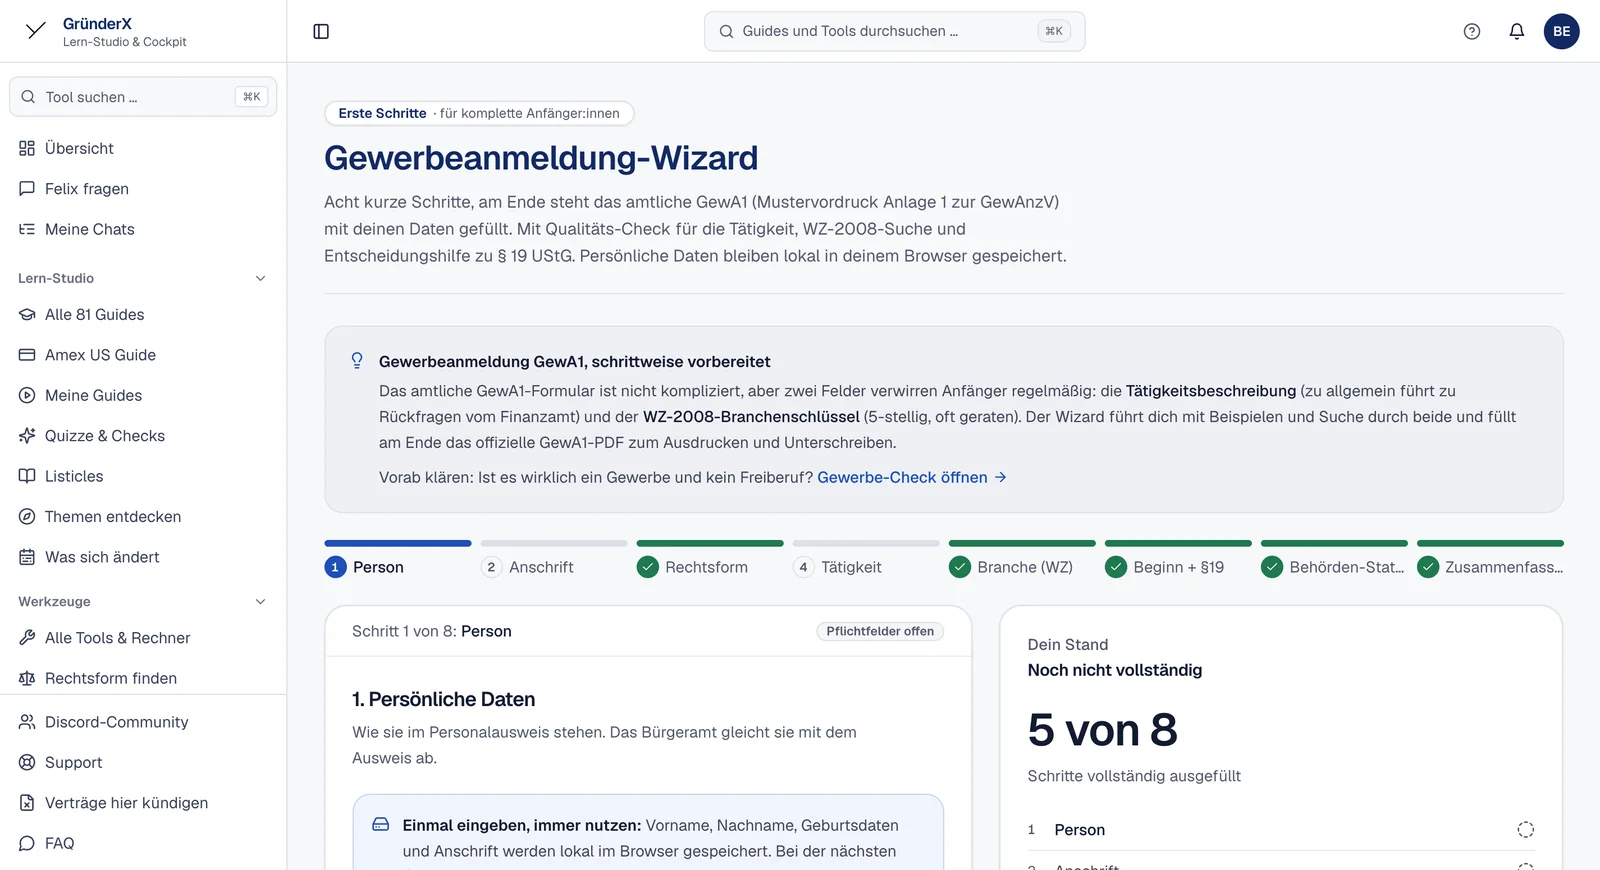 GründerX
Lern-Studio & Cockpit
Tool suchen ...
⌘K
Übersicht
Felix fragen
Meine Chats
Lern-Studio
Alle 81 Guides
Amex US Guide
Meine Guides
Quizze & Checks
Listicles
Themen entdecken
Was sich ändert
Werkzeuge
Alle Tools & Rechner
Rechtsform finden
Discord-Community
Support
Verträge hier kündigen
FAQ
Guides und Tools durchsuchen ...
⌘K
BE
Erste Schritte · für komplette Anfänger:innen
Gewerbeanmeldung-Wizard
Acht kurze Schritte, am Ende steht das amtliche GewA1 (Mustervordruck Anlage 1 zur GewAnzV)
mit deinen Daten gefüllt. Mit Qualitäts-Check für die Tätigkeit, WZ-2008-Suche und
Entscheidungshilfe zu § 19 UStG. Persönliche Daten bleiben lokal in deinem Browser gespeichert.
Gewerbeanmeldung GewA1, schrittweise vorbereitet
Das amtliche GewA1-Formular ist nicht kompliziert, aber zwei Felder verwirren Anfänger regelmäßig: die Tätigkeitsbeschreibung (zu allgemein führt zu
Rückfragen vom Finanzamt) und der WZ-2008-Branchenschlüssel (5-stellig, oft geraten). Der Wizard führt dich mit Beispielen und Suche durch beide und füllt
am Ende das offizielle GewA1-PDF zum Ausdrucken und Unterschreiben.
Vorab klären: Ist es wirklich ein Gewerbe und kein Freiberuf? Gewerbe-Check öffnen →
1 Person
2 Anschrift
Rechtsform
4 Tätigkeit
Branche (WZ)
Beginn + §19
Behörden-Stat...
Zusammenfass...
Schritt 1 von 8: Person
Pflichtfelder offen
1. Persönliche Daten
Wie sie im Personalausweis stehen. Das Bürgeramt gleicht sie mit dem
Ausweis ab.
Einmal eingeben, immer nutzen: Vorname, Nachname, Geburtsdaten
und Anschrift werden lokal im Browser gespeichert. Bei der nächsten
Dein Stand
Noch nicht vollständig
5 von 8
Schritte vollständig ausgefüllt
1 Person
2 Anschrift